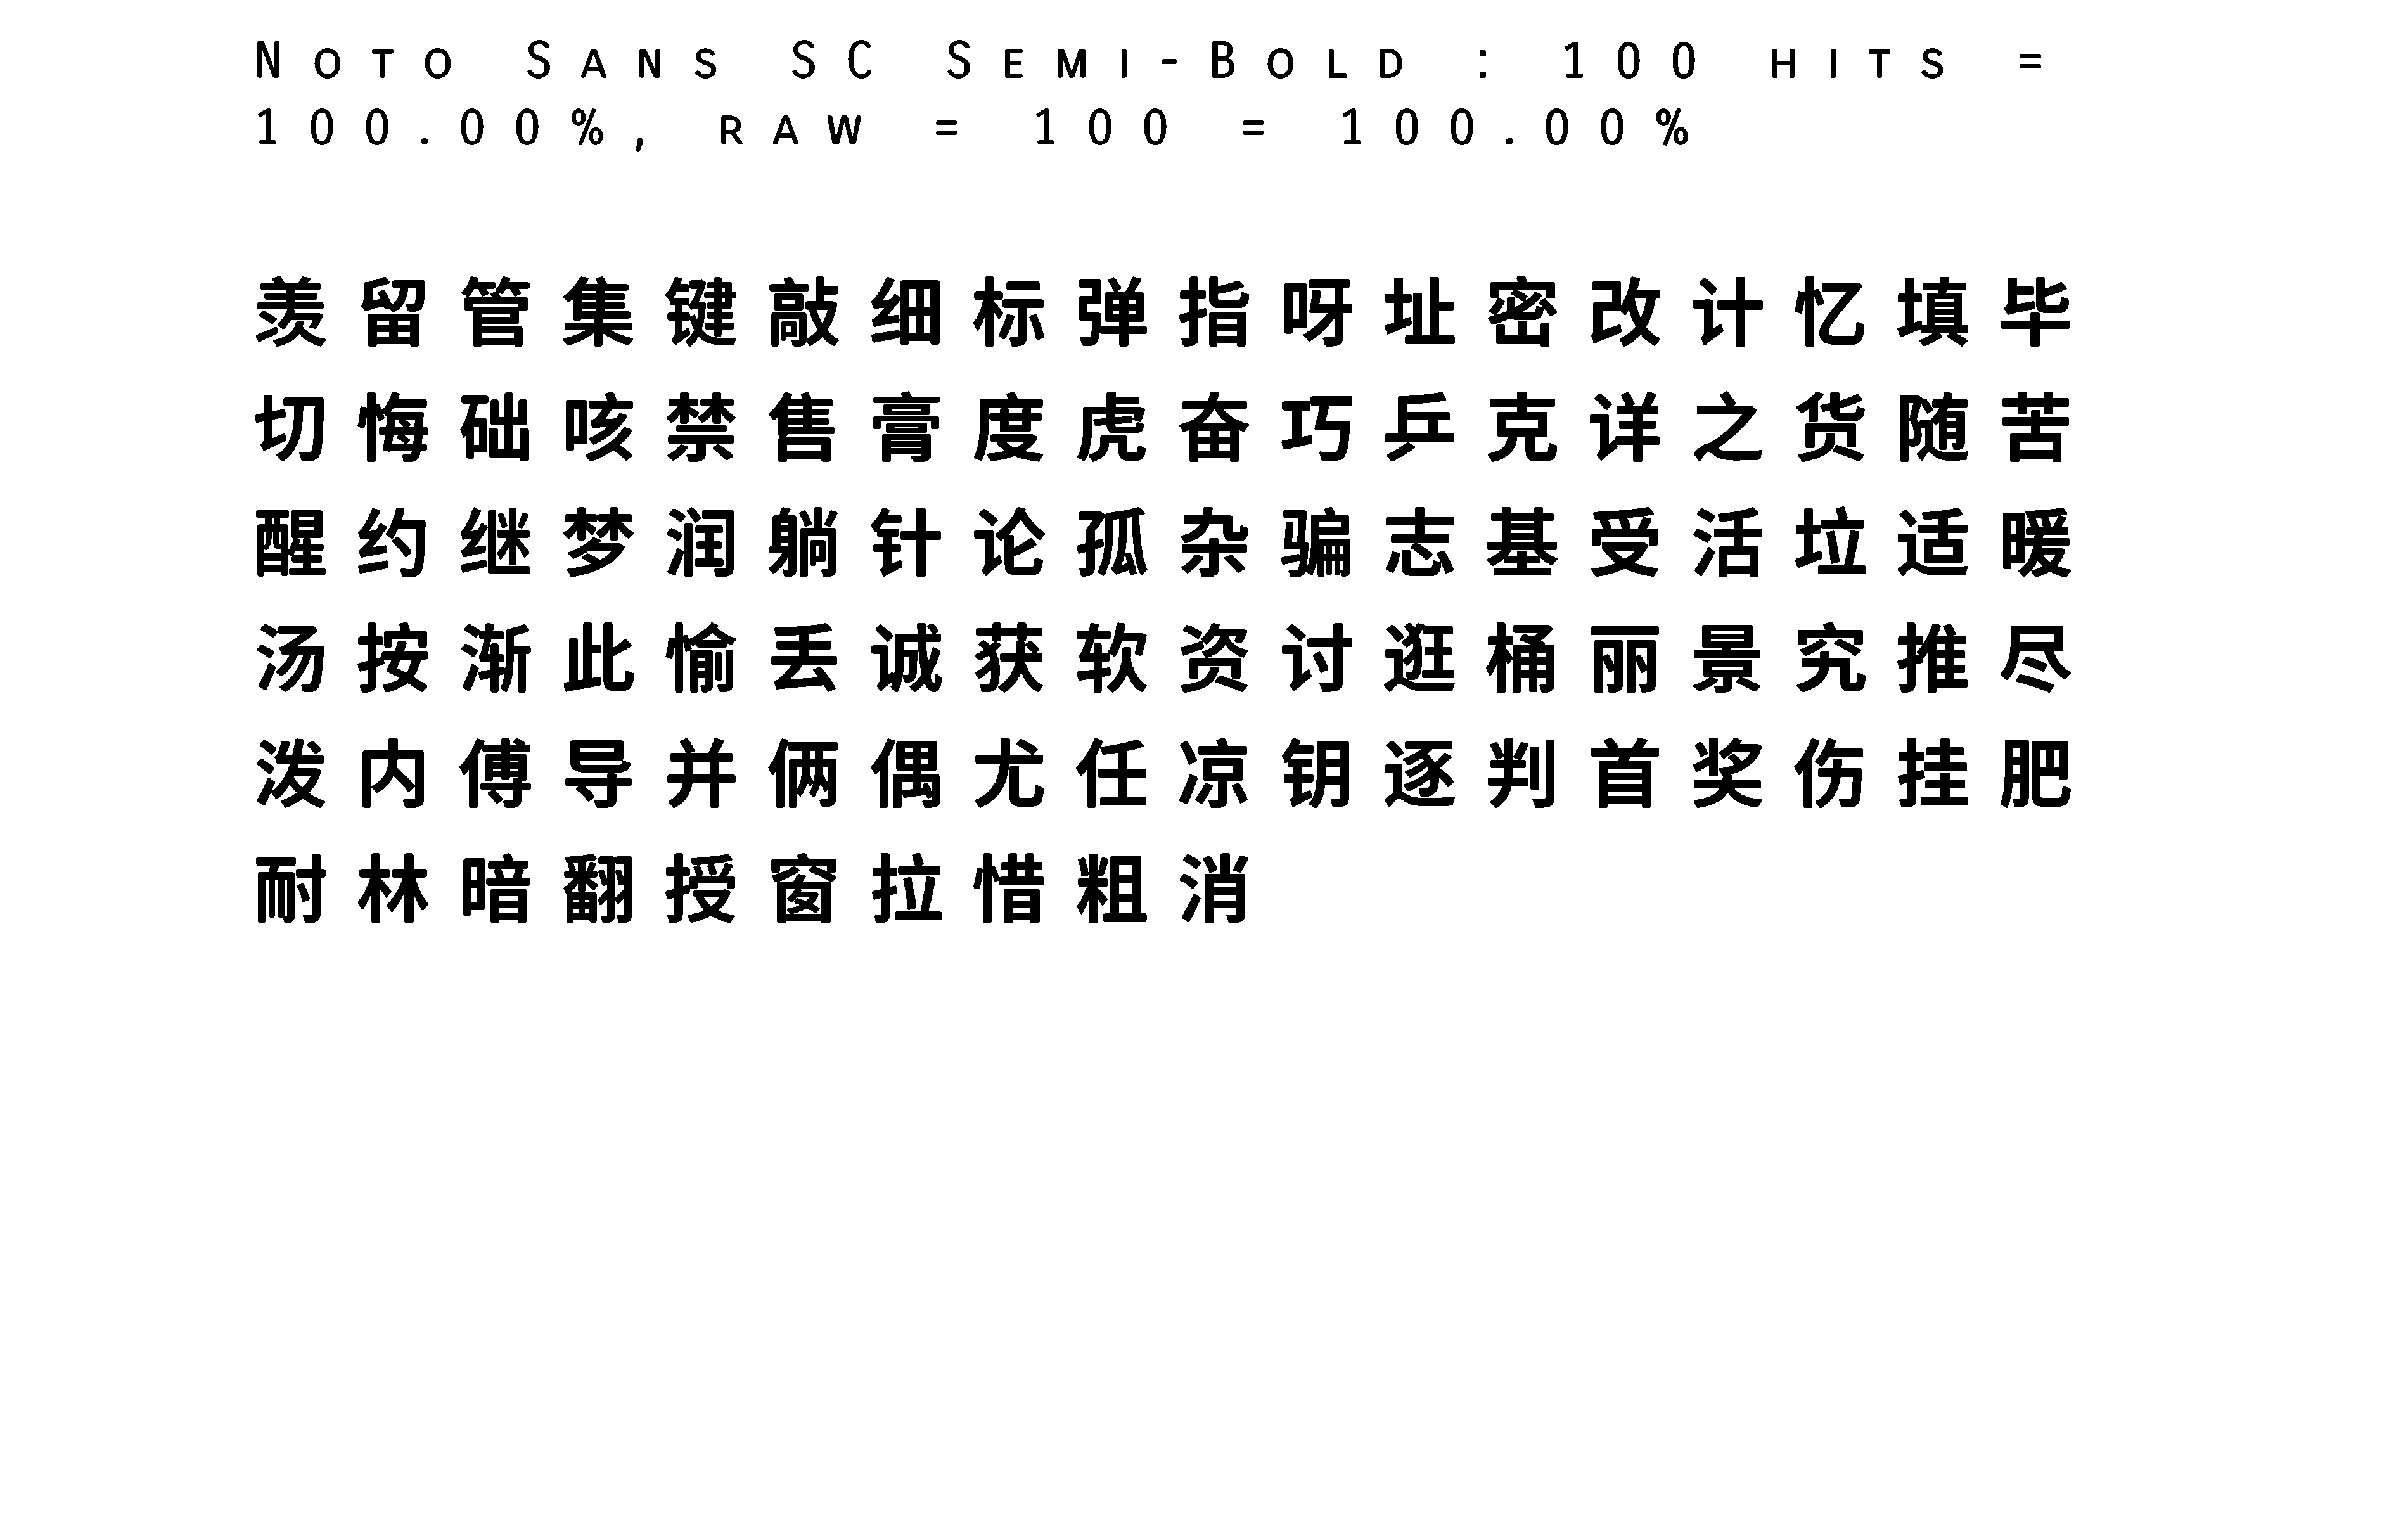 Noto Sans SC Semi-Bold : 100 hits =
100.00%, raw = 100 = 100.00%
羡留管集键敲细标弹指呀址密改计忆填毕
切悔础咳禁售膏度虎奋巧乒克详之货随苦
醒约继梦润躺针论孤杂骗志基受活垃适暖
汤按渐此愉丢诚获软资讨逛桶丽景究推尽
泼内傅导并俩偶尤任凉钥逐判首奖伤挂肥
耐林暗翻授窗拉惜粗消